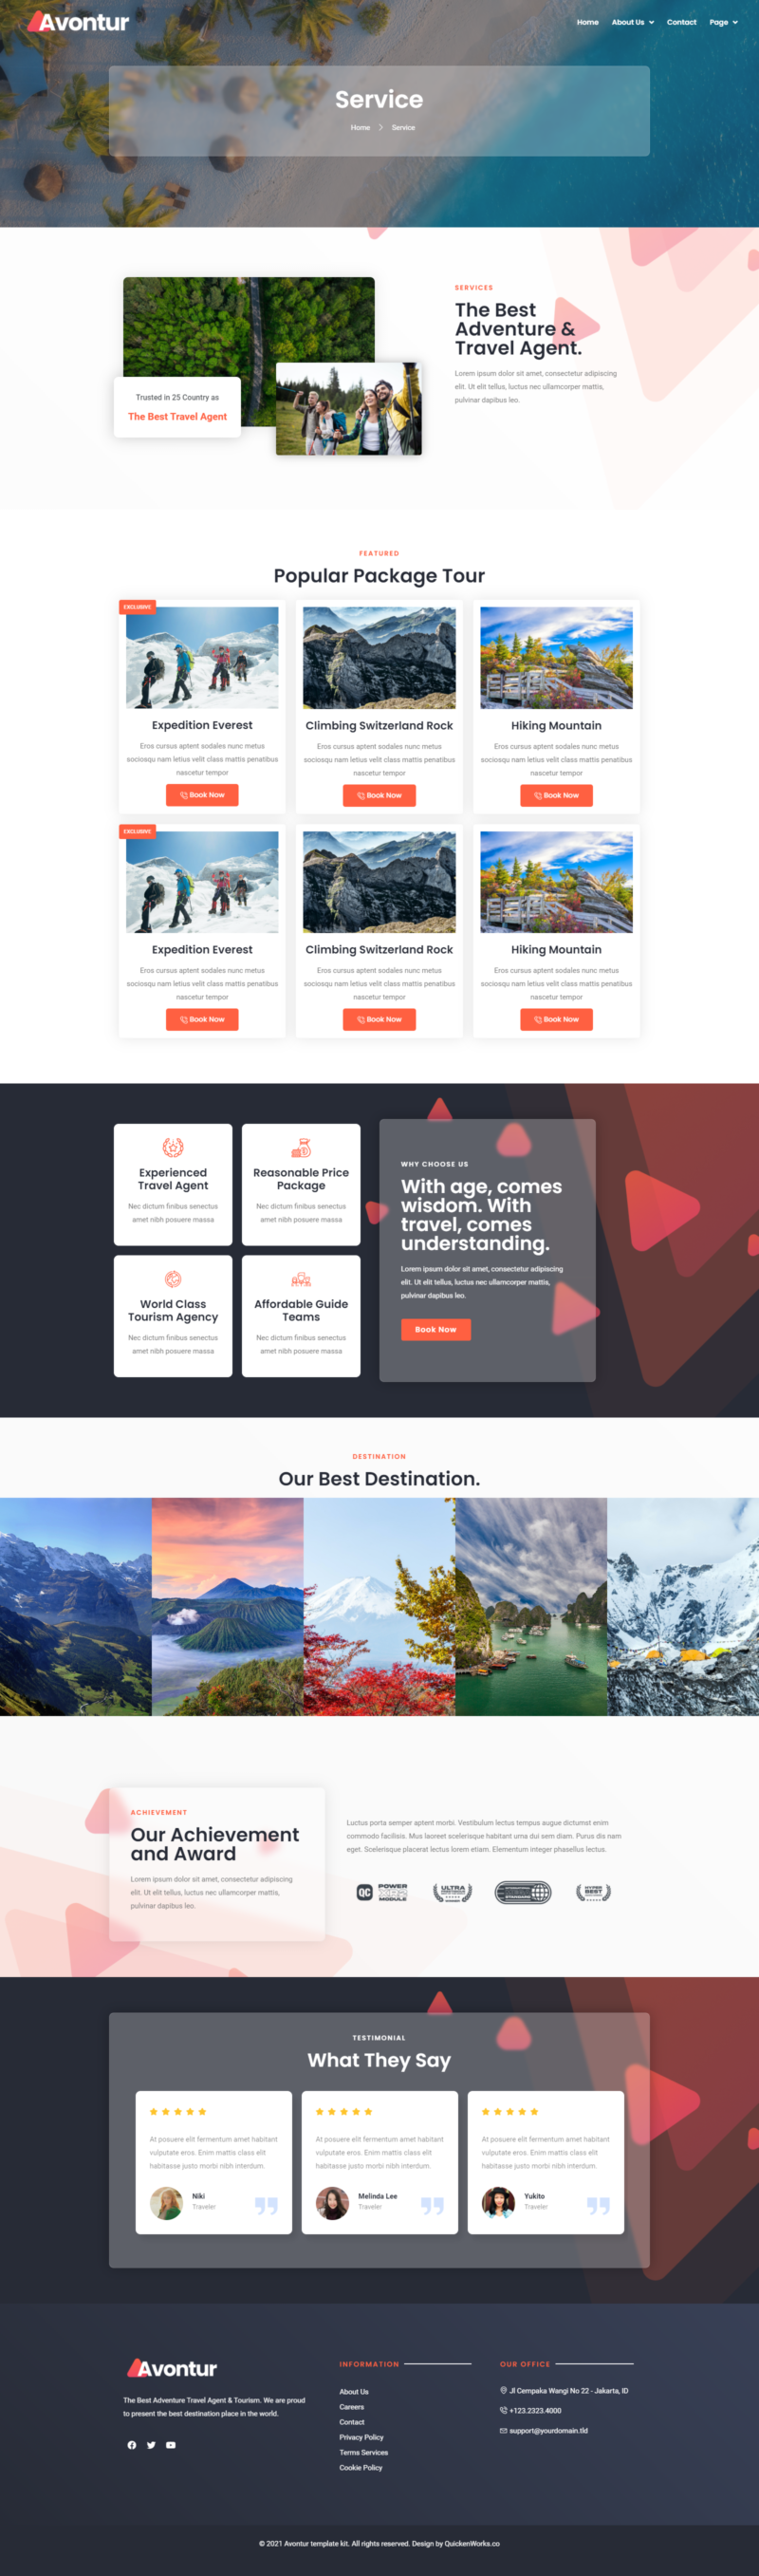 Avontur
Home About Us Contact Page
Service
Home Service
SERVICES
The Best
Adventure &
Travel Agent.
Lorem ipsum dolor sit amet, consectetur adipiscing
elit. Ut elit tellus, luctus nec ullamcorper mattis,
pulvinar dapibus leo.
Trusted in 25 Country as
The Best Travel Agent
FEATURED
Popular Package Tour
EXCLUSIVE
Expedition Everest
Eros cursus aptent sodales nunc metus
sociosqu nam letius velit class mattis penatibus
nascetur tempor
Book Now
Climbing Switzerland Rock
Eros cursus aptent sodales nunc metus
sociosqu nam letius velit class mattis penatibus
nascetur tempor
Book Now
Hiking Mountain
Eros cursus aptent sodales nunc metus
sociosqu nam letius velit class mattis penatibus
nascetur tempor
Book Now
EXCLUSIVE
Expedition Everest
Eros cursus aptent sodales nunc metus
sociosqu nam letius velit class mattis penatibus
nascetur tempor
Book Now
Climbing Switzerland Rock
Eros cursus aptent sodales nunc metus
sociosqu nam letius velit class mattis penatibus
nascetur tempor
Book Now
Hiking Mountain
Eros cursus aptent sodales nunc metus
sociosqu nam letius velit class mattis penatibus
nascetur tempor
Book Now
Experienced
Travel Agent
Nec dictum finibus senectus
amet nibh posuere massa
Reasonable Price
Package
Nec dictum finibus senectus
amet nibh posuere massa
World Class
Tourism Agency
Nec dictum finibus senectus
amet nibh posuere massa
Affordable Guide
Teams
Nec dictum finibus senectus
amet nibh posuere massa
WHY CHOOSE US
With age, comes
wisdom. With
travel, comes
understanding.
Lorem ipsum dolor sit amet, consectetur adipiscing
elit. Ut elit tellus, luctus nec ullamcorper mattis,
pulvinar dapibus leo.
Book Now
DESTINATION
Our Best Destination.
ACHIEVEMENT
Our Achievement
and Award
Lorem ipsum dolor sit amet, consectetur adipiscing
elit. Ut elit tellus, luctus nec ullamcorper mattis,
pulvinar dapibus leo.
Luctus porta semper aptent morbi. Vestibulum lectus tempus augue dictumst enim
commodo facilisis. Mus laoreet scelerisque habitant urna dui sem diam. Purus dis nam
eget. Scelerisque placerat lectus lorem etiam. Elementum integer phasellus lectus.
QC POWER
MODULE
ULTRA
BEST
TESTIMONIAL
What They Say
At posuere elit fermentum amet habitant
vulputate eros. Enim mattis class elit
habitasse justo morbi nibh interdum.
Niki
Traveler
At posuere elit fermentum amet habitant
vulputate eros. Enim mattis class elit
habitasse justo morbi nibh interdum.
Melinda Lee
Traveler
At posuere elit fermentum amet habitant
vulputate eros. Enim mattis class elit
habitasse justo morbi nibh interdum.
Yukito
Traveler
Avontur
The Best Adventure Travel Agent & Tourism. We are proud
to present the best destination place in the world.
INFORMATION
About Us
Careers
Contact
Privacy Policy
Terms Services
Cookie Policy
OUR OFFICE
Jl Cempaka Wangi No 22 - Jakarta, ID
+123.2323.4000
support@yourdomain.tld
© 2021 Avontur template kit. All rights reserved. Design by QuickenWorks.co